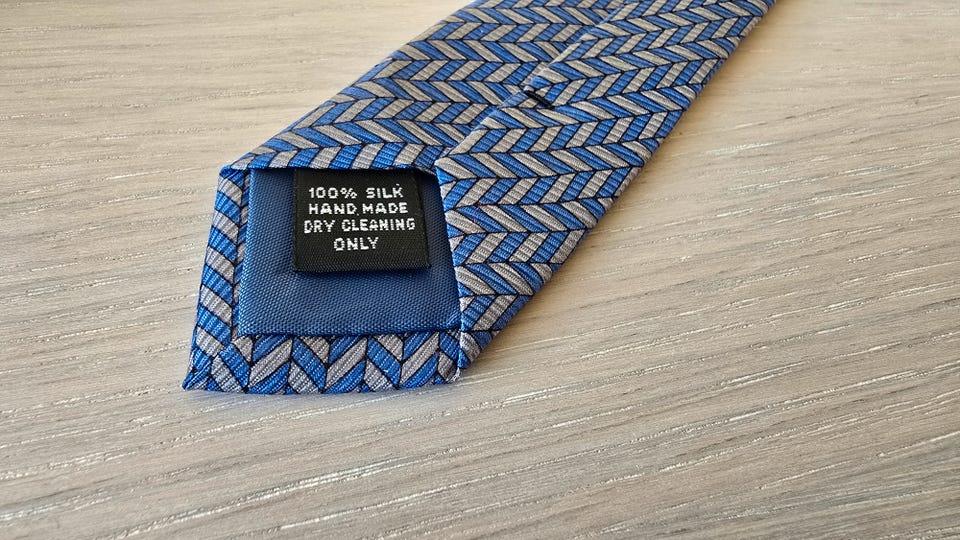 100% SILK
HAND MADE
DRY CLEANING
ONLY